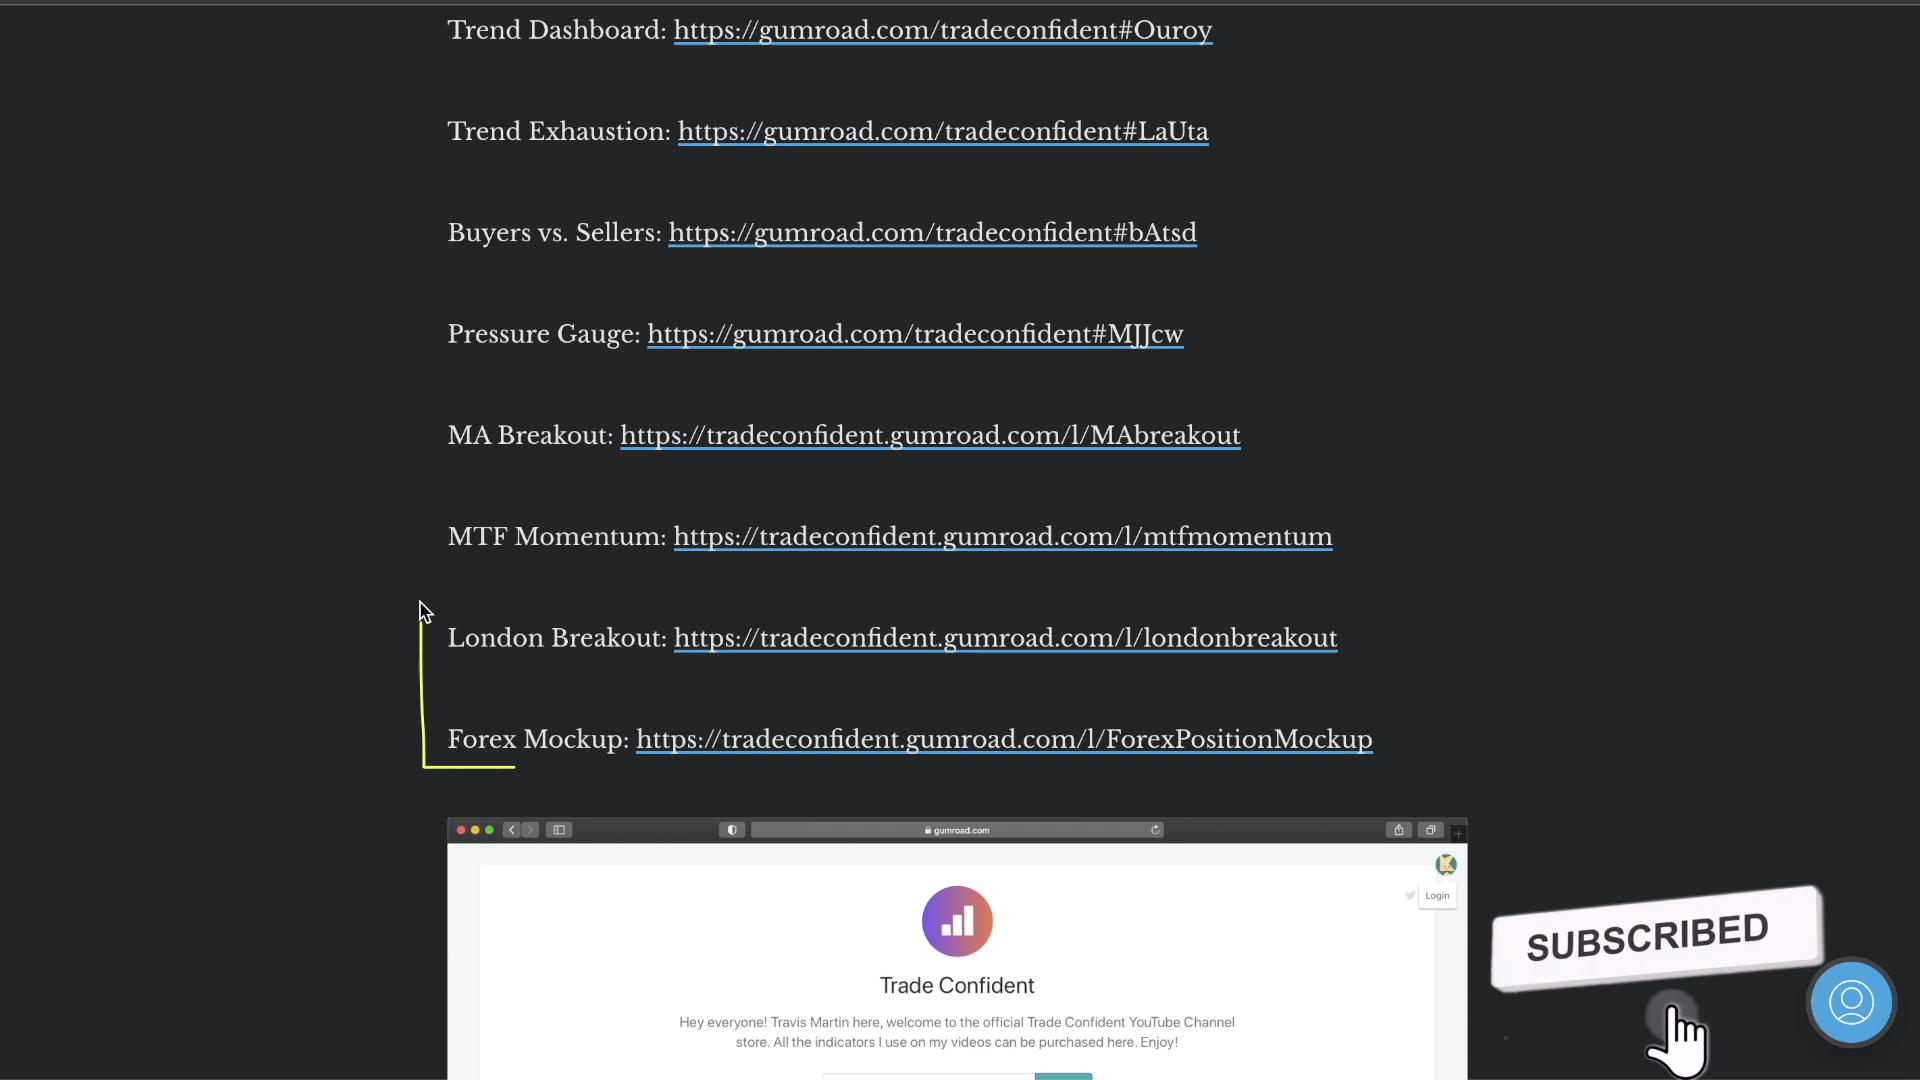 Trend Dashboard: https://gumroad.com/tradeconfident#Ouroy
Trend Exhaustion: https://gumroad.com/tradeconfident#LaUta
Buyers vs. Sellers: https://gumroad.com/tradeconfident#bAtsd
Pressure Gauge: https://gumroad.com/tradeconfident#MJJcw
MA Breakout: https://tradeconfident.gumroad.com/l/MAbreakout
MTF Momentum: https://tradeconfident.gumroad.com/l/mtfmomentum
London Breakout: https://tradeconfident.gumroad.com/l/londonbreakout
Forex Mockup: https://tradeconfident.gumroad.com/l/ForexPositionMockup
gumroad.com
Login
Trade Confident
Hey everyone! Travis Martin here, welcome to the official Trade Confident YouTube Channel
store. All the indicators I use on my videos can be purchased here. Enjoy!
SUBSCRIBED